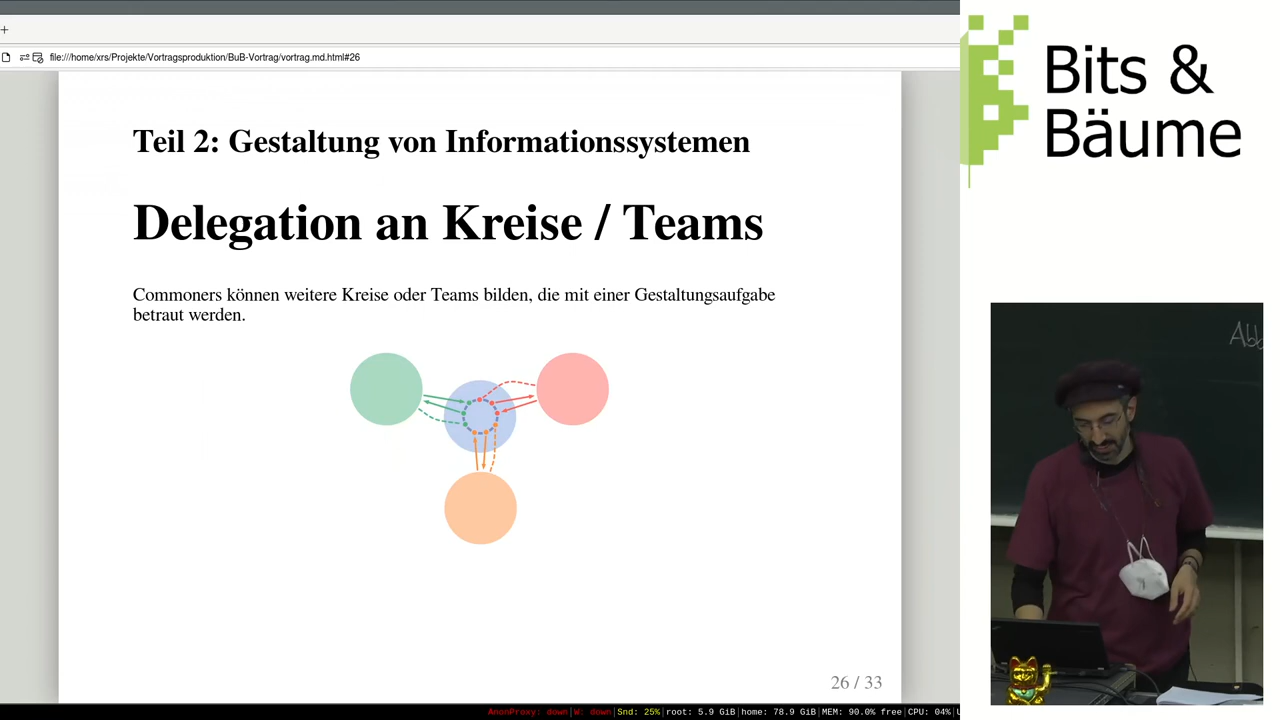 +
file:///home/xrs/Projekte/Vortragsproduktion/BuB-Vortrag/vortrag.md.html#26
Teil 2: Gestaltung von Informationssystemen
Delegation an Kreise / Teams
Commoners können weitere Kreise oder Teams bilden, die mit einer Gestaltungsaufgabe
betraut werden.
26 / 33
AnonProxy: down|W: down|Snd: 25%|root: 5.9 GiB|home: 78.9 GiB|MEM: 90.0% free|CPU: 04%|
Bits &
Bäume